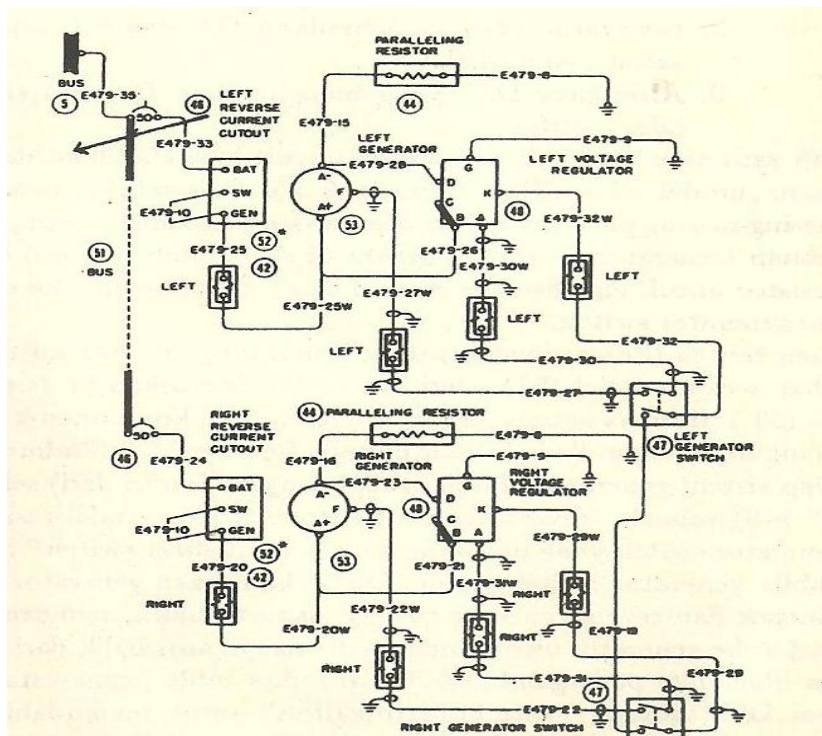 PARALLELING
RESISTOR
E479-8
44
BUS
5
E479-35
50
46
LEFT
REVERSE
CURRENT
CUTOUT
E479-15
E479-33
BAT
SW
GEN
E479-10
LEFT
GENERATOR
E479-28
A-
F
A+
53
E479-9
LEFT VOLTAGE
REGULATOR
G
D
C
B
A
K
48
E479-32W
51
BUS
E479-25
52*
42
LEFT
E479-25W
E479-26
E479-30W
E479-27W
LEFT
LEFT
LEFT
E479-32
E479-30
E479-27
47
LEFT
GENERATOR
SWITCH
50
46
RIGHT
REVERSE
CURRENT
CUTOUT
E479-24
44 PARALLELING RESISTOR
E479-8
E479-16
RIGHT
GENERATOR
E479-23
E479-9
RIGHT
VOLTAGE
REGULATOR
BAT
SW
GEN
E479-10
A-
F
A+
53
G
D
C
B
A
K
48
E479-20
52*
42
RIGHT
E479-20W
E479-21
E479-22W
E479-31W
E479-29W
RIGHT
RIGHT
RIGHT
E479-19
E479-29
E479-31
47
E479-22
RIGHT GENERATOR SWITCH